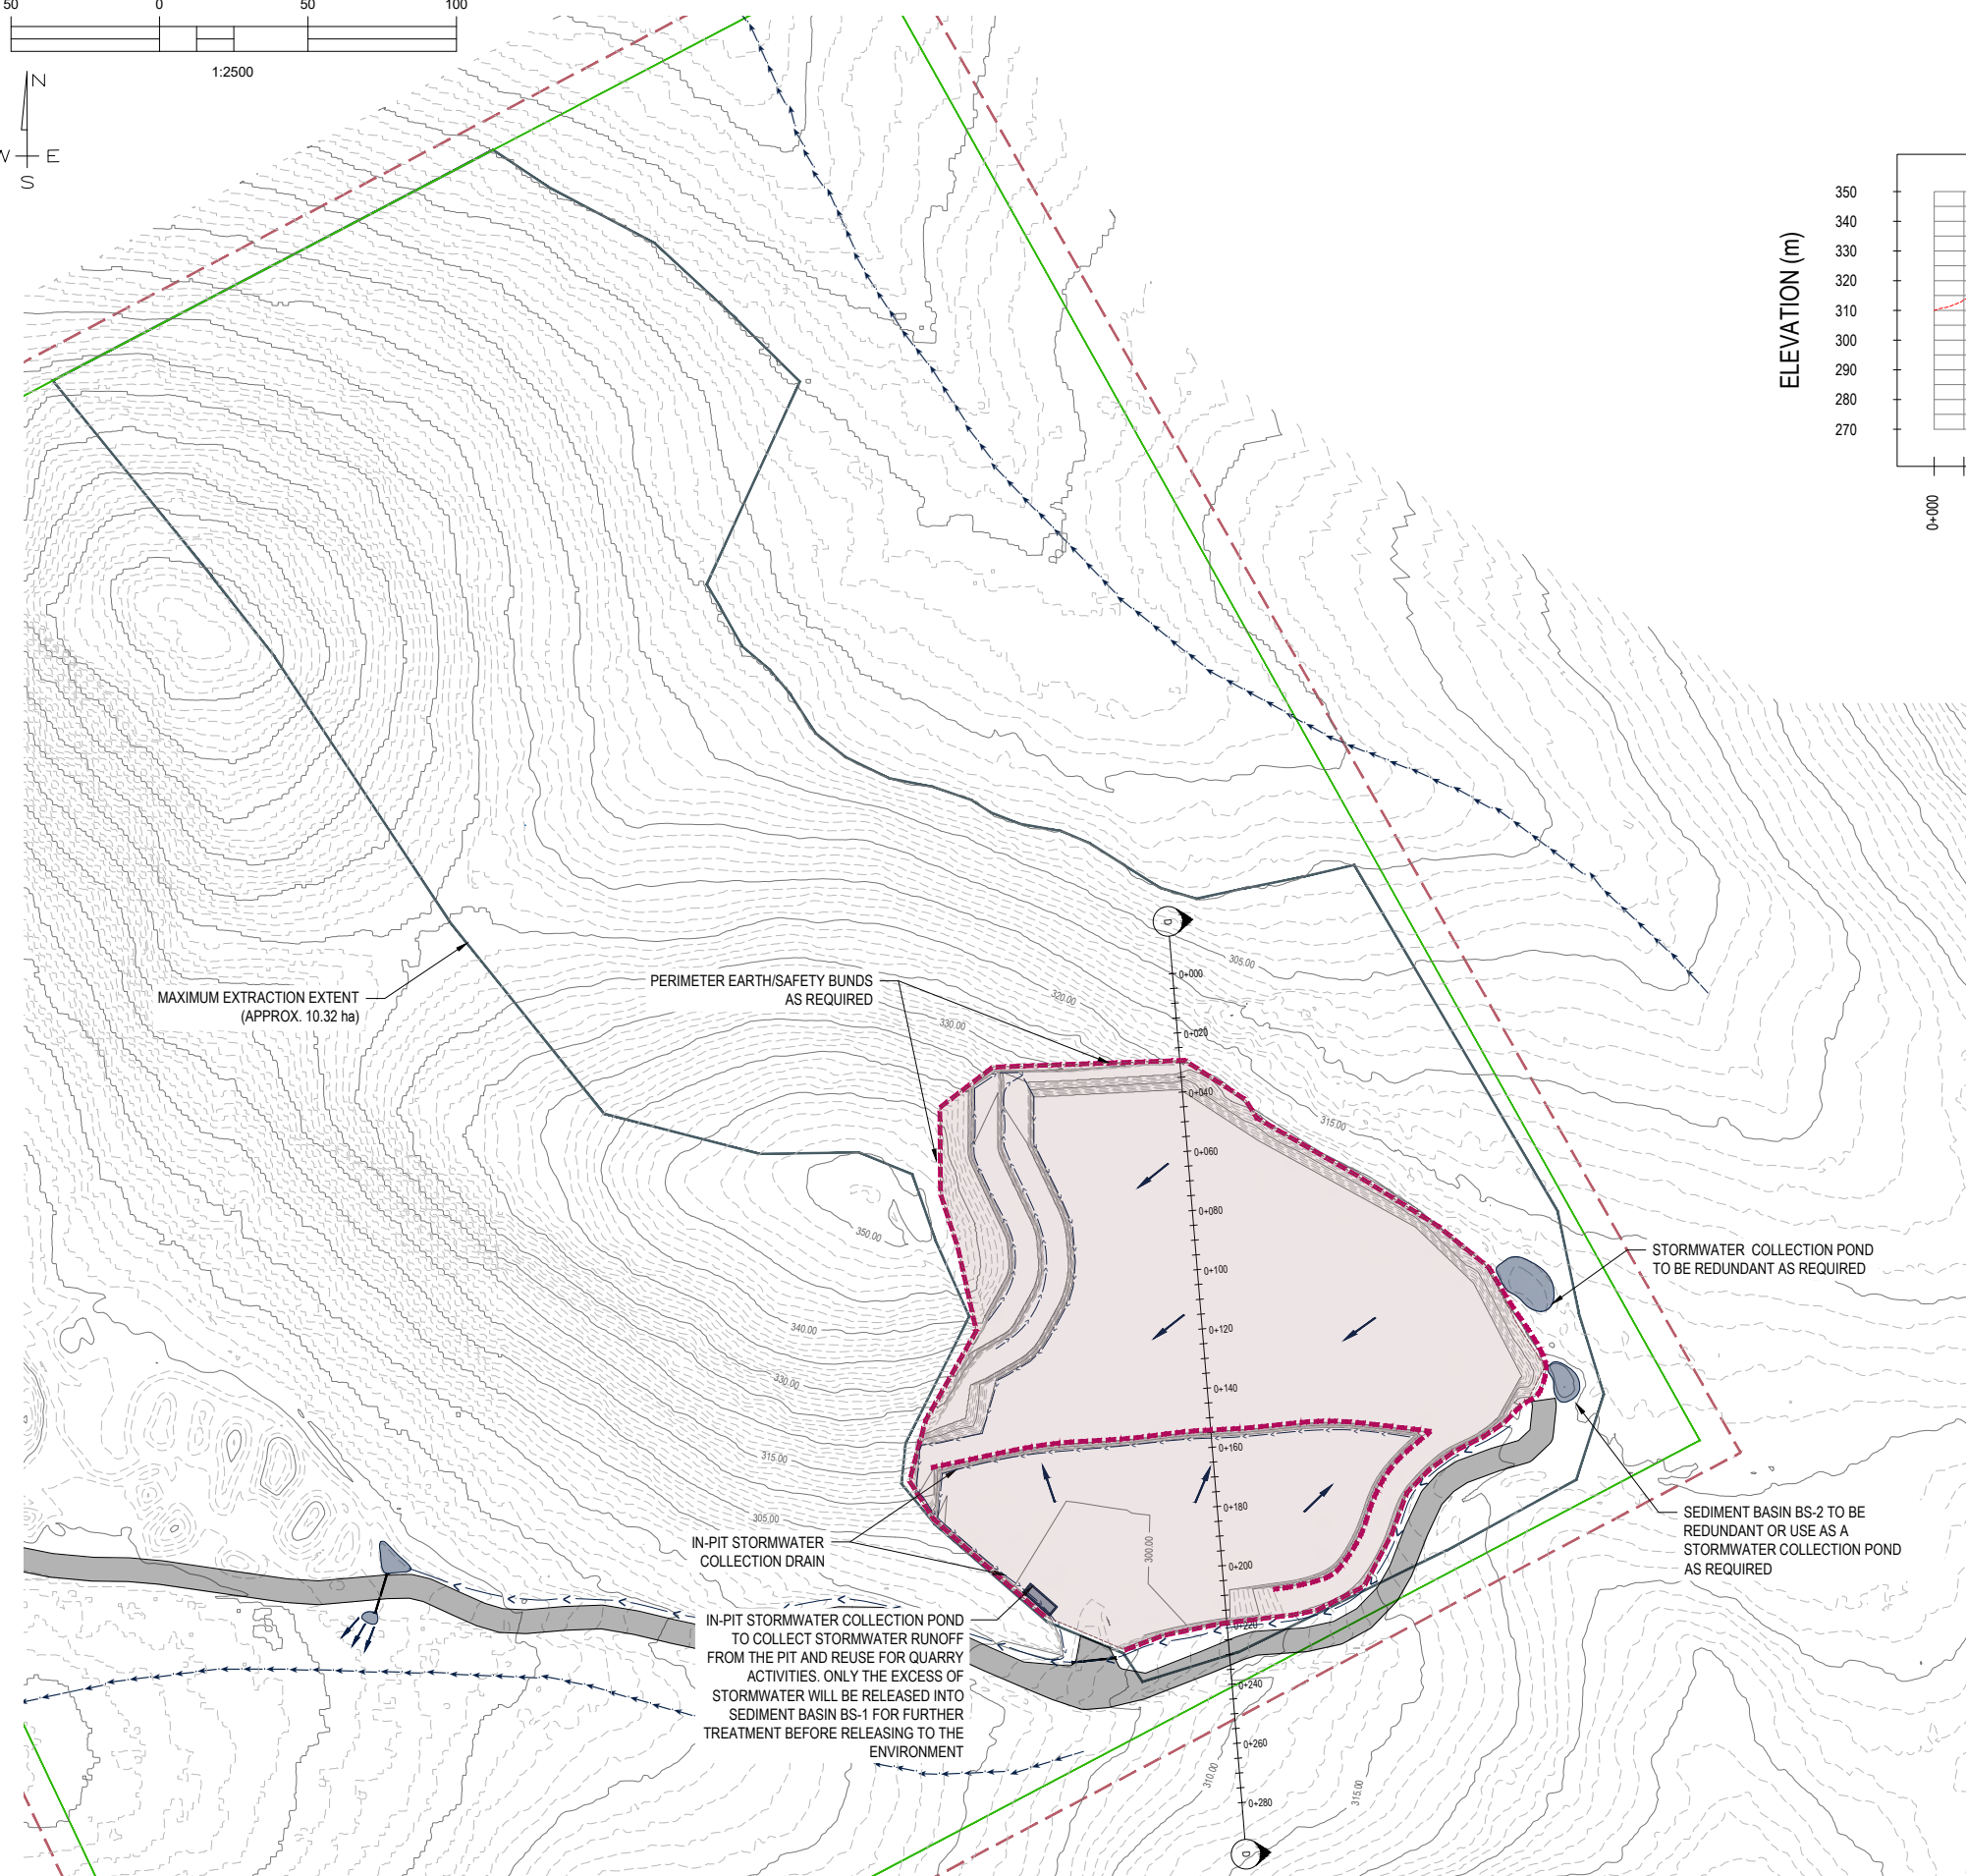 50 0 50 100
1:2500
N
W E
S
350
340
330
320
310
300
290
280
270
ELEVATION (m)
0+000
MAXIMUM EXTRACTION EXTENT
(APPROX. 10.32 ha)
PERIMETER EARTH/SAFETY BUNDS
AS REQUIRED
D
305.00
320.00
330.00
315.00
350.00
340.00
330.00
315.00
305.00
300.00
310.00
315.00
0+000
0+020
0+040
0+060
0+080
0+100
0+120
0+140
0+160
0+180
0+200
0+220
0+240
0+260
0+280
D
STORMWATER COLLECTION POND
TO BE REDUNDANT AS REQUIRED
SEDIMENT BASIN BS-2 TO BE
REDUNDANT OR USE AS A
STORMWATER COLLECTION POND
AS REQUIRED
IN-PIT STORMWATER
COLLECTION DRAIN
IN-PIT STORMWATER COLLECTION POND
TO COLLECT STORMWATER RUNOFF
FROM THE PIT AND REUSE FOR QUARRY
ACTIVITIES. ONLY THE EXCESS OF
STORMWATER WILL BE RELEASED INTO
SEDIMENT BASIN BS-1 FOR FURTHER
TREATMENT BEFORE RELEASING TO THE
ENVIRONMENT